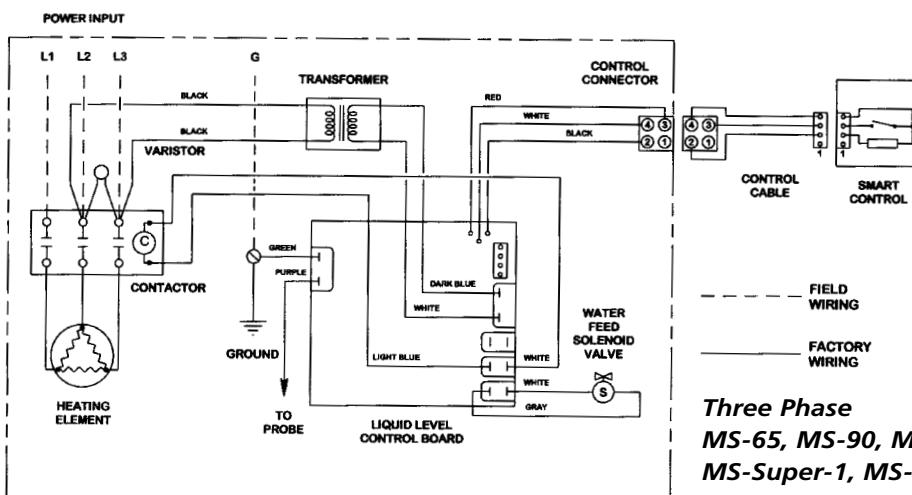 POWER INPUT
L1 L2 L3 G
TRANSFORMER
BLACK
BLACK
VARISTOR
CONTROL
CONNECTOR
RED
WHITE
BLACK
4 3
2 1
4 3
2 1
1
1
CONTROL
CABLE
SMART
CONTROL
C
CONTACTOR
GREEN
PURPLE
DARK BLUE
WHITE
GROUND
LIGHT BLUE
WHITE
WHITE
GRAY
WATER
FEED
SOLENOID
VALVE
S
HEATING
ELEMENT
TO
PROBE
LIQUID LEVEL
CONTROL BOARD
FIELD
WIRING
FACTORY
WIRING
Three Phase
MS-65, MS-90, M
MS-Super-1, MS-